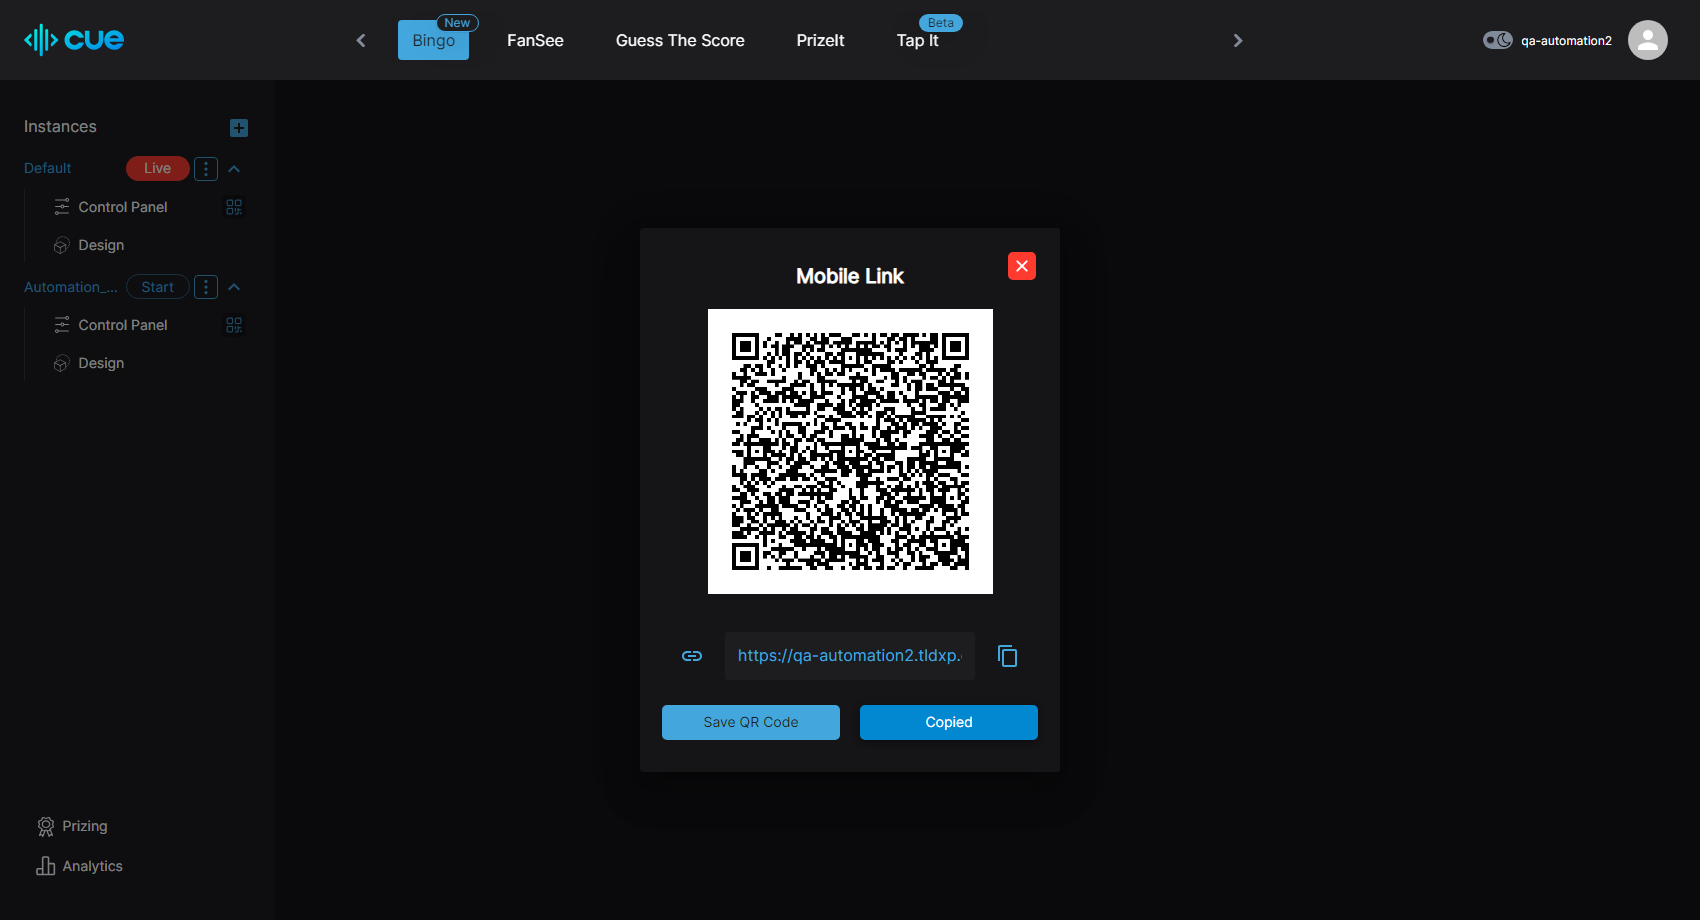 cue
Bingo
New
FanSee
Guess The Score
PrizeIt
Tap It
Beta
qa-automation2
Instances
Default
Live
Control Panel
Design
Automation_...
Start
Control Panel
Design
Mobile Link
https://qa-automation2.tldxp.
Save QR Code
Copied
Prizing
Analytics